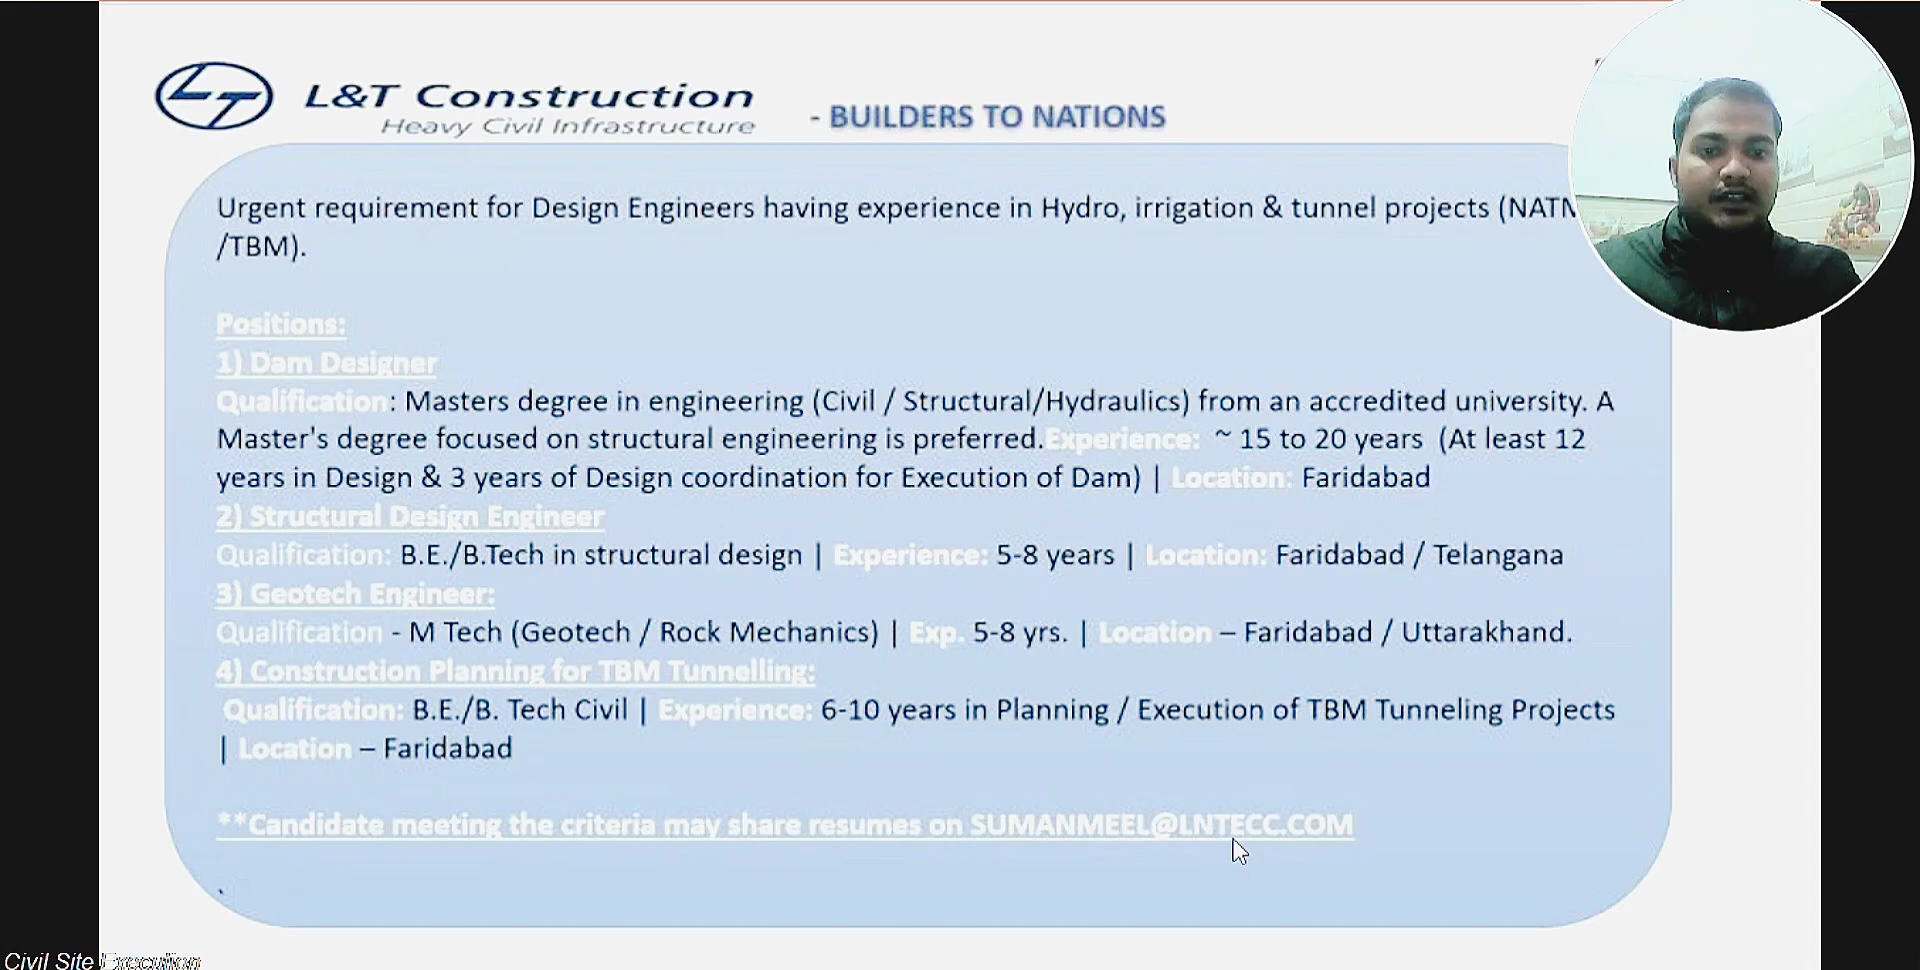 LT L&T Construction
Heavy Civil Infrastructure
- BUILDERS TO NATIONS
Urgent requirement for Design Engineers having experience in Hydro, irrigation & tunnel projects
/TBM).
Positions:
1) Dam Designer
Qualification: Masters degree in engineering (Civil / Structural/Hydraulics) from an accredited university. A
Master's degree focused on structural engineering is preferred.Experience: ~ 15 to 20 years (At least 12
years in Design & 3 years of Design coordination for Execution of Dam) | Location: Faridabad
2) Structural Design Engineer
Qualification: B.E./B.Tech in structural design | Experience: 5-8 years | Location: Faridabad / Telangana
3) Geotech Engineer:
Qualification - M Tech (Geotech / Rock Mechanics) | Exp. 5-8 yrs. | Location – Faridabad / Uttarakhand.
4) Construction Planning for TBM Tunnelling:
Qualification: B.E./B. Tech Civil | Experience: 6-10 years in Planning / Execution of TBM Tunneling Projects
| Location – Faridabad
**Candidate meeting the criteria may share resumes on SUMANMEEL@LNTECC.COM
Civil Site Execution